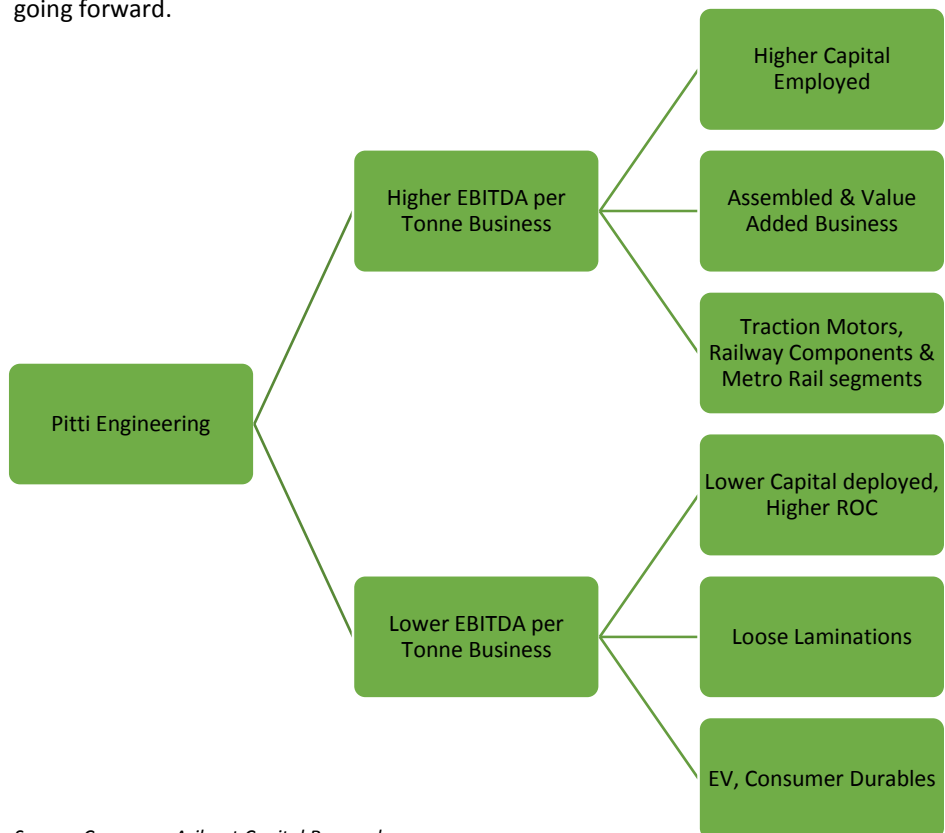 going forward.
Higher Capital
Employed
Higher EBITDA per
Tonne Business
Assembled & Value
Added Business
Traction Motors,
Railway Components &
Metro Rail segments
Pitti Engineering
Lower Capital deployed,
Higher ROC
Lower EBITDA per
Tonne Business
Loose Laminations
EV, Consumer Durables